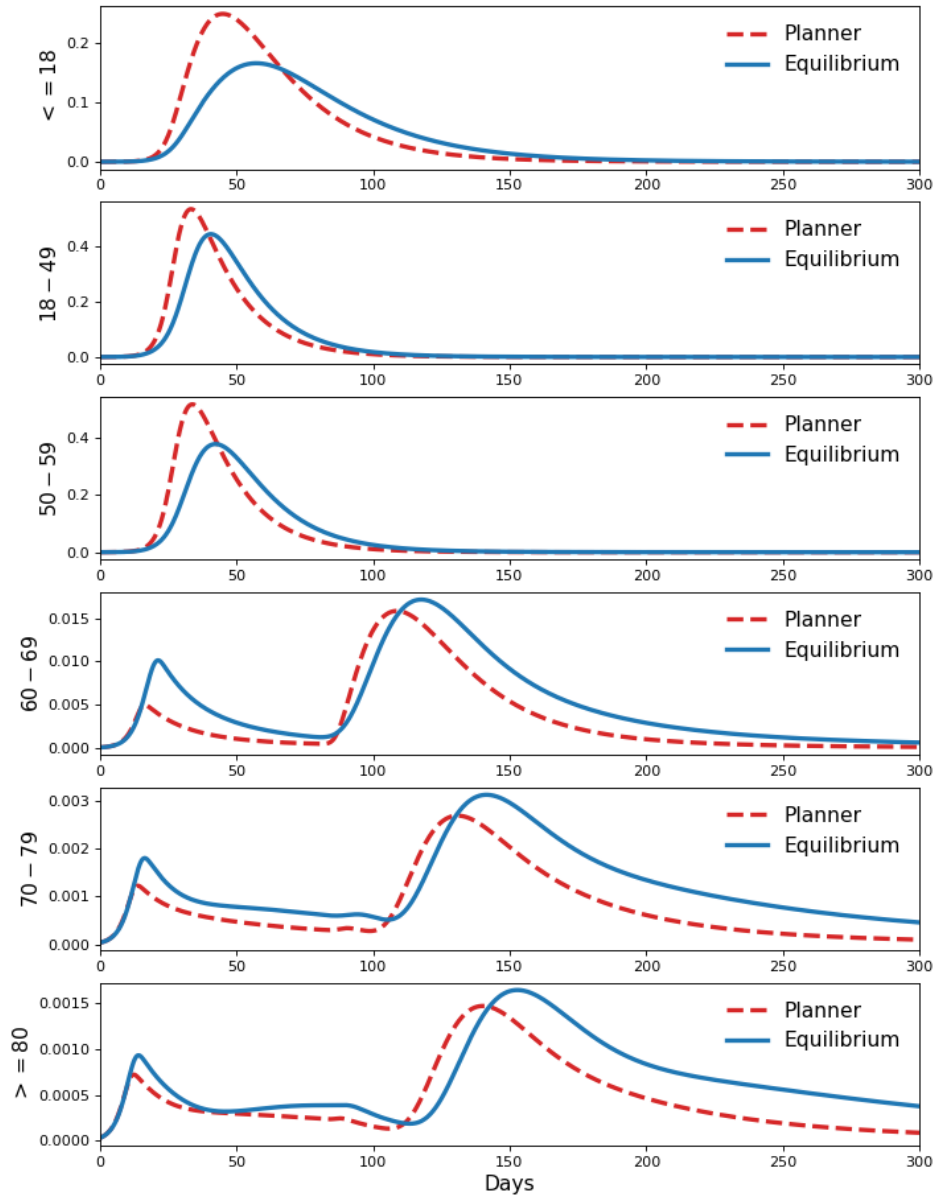 <= 18
0.2
0.1
0.0
Planner
Equilibrium
0 50 100 150 200 250 300
18 − 49
0.4
0.2
0.0
Planner
Equilibrium
0 50 100 150 200 250 300
50 − 59
0.4
0.2
0.0
Planner
Equilibrium
0 50 100 150 200 250 300
60 − 69
0.015
0.010
0.005
0.000
Planner
Equilibrium
0 50 100 150 200 250 300
70 − 79
0.003
0.002
0.001
0.000
Planner
Equilibrium
0 50 100 150 200 250 300
>= 80
0.0015
0.0010
0.0005
0.0000
Planner
Equilibrium
0 50 100 150 200 250 300
Days